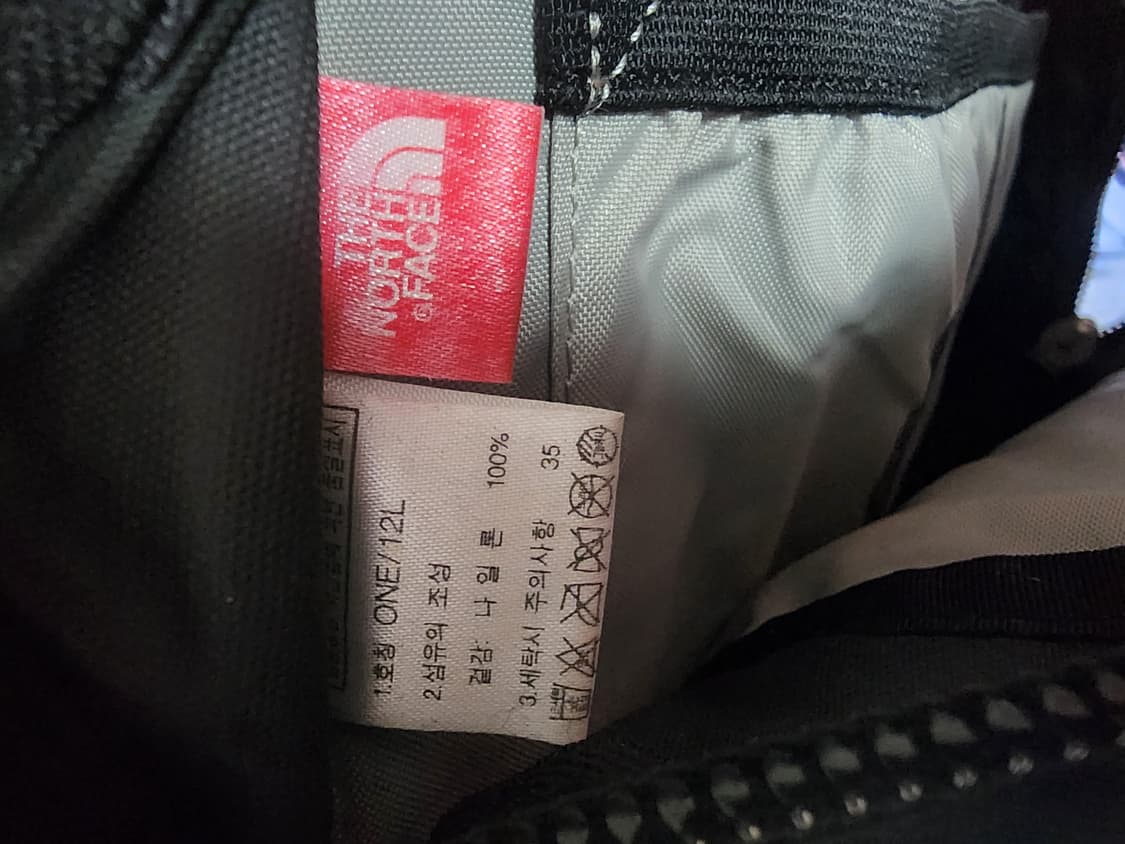 THE
NORTH
FACE®
1.호칭 ONE/12L
2.섬유의 조성
겉감: 나 일 론 100%
3.세탁시 주의사항 35